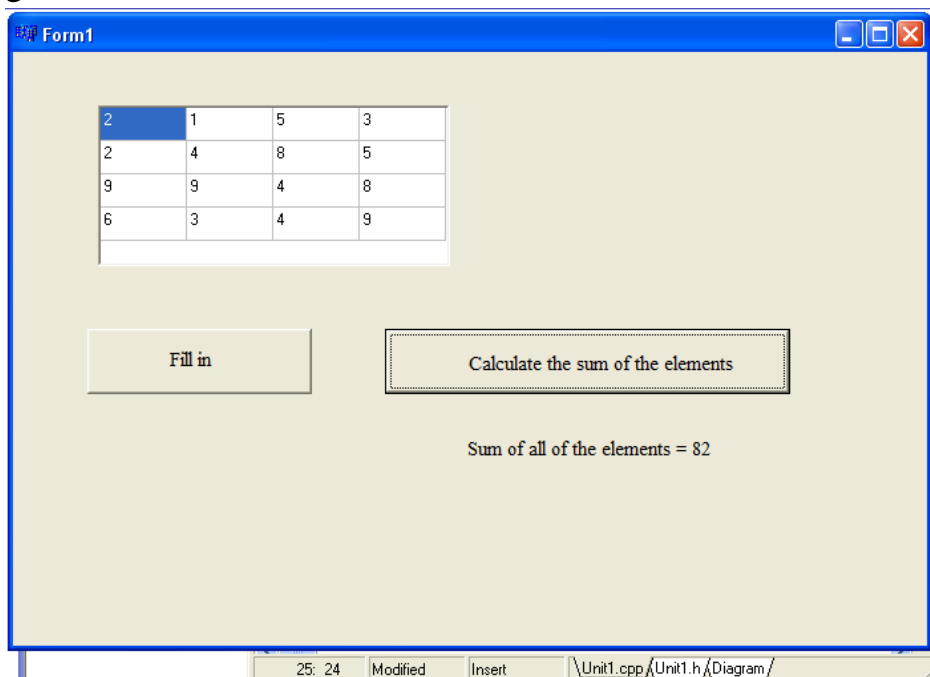 Form1
2 1 5 3
2 4 8 5
9 9 4 8
6 3 4 9
Fill in
Calculate the sum of the elements
Sum of all of the elements = 82
25: 24 Modified Insert \Unit1.cpp/Unit1.h/Diagram/